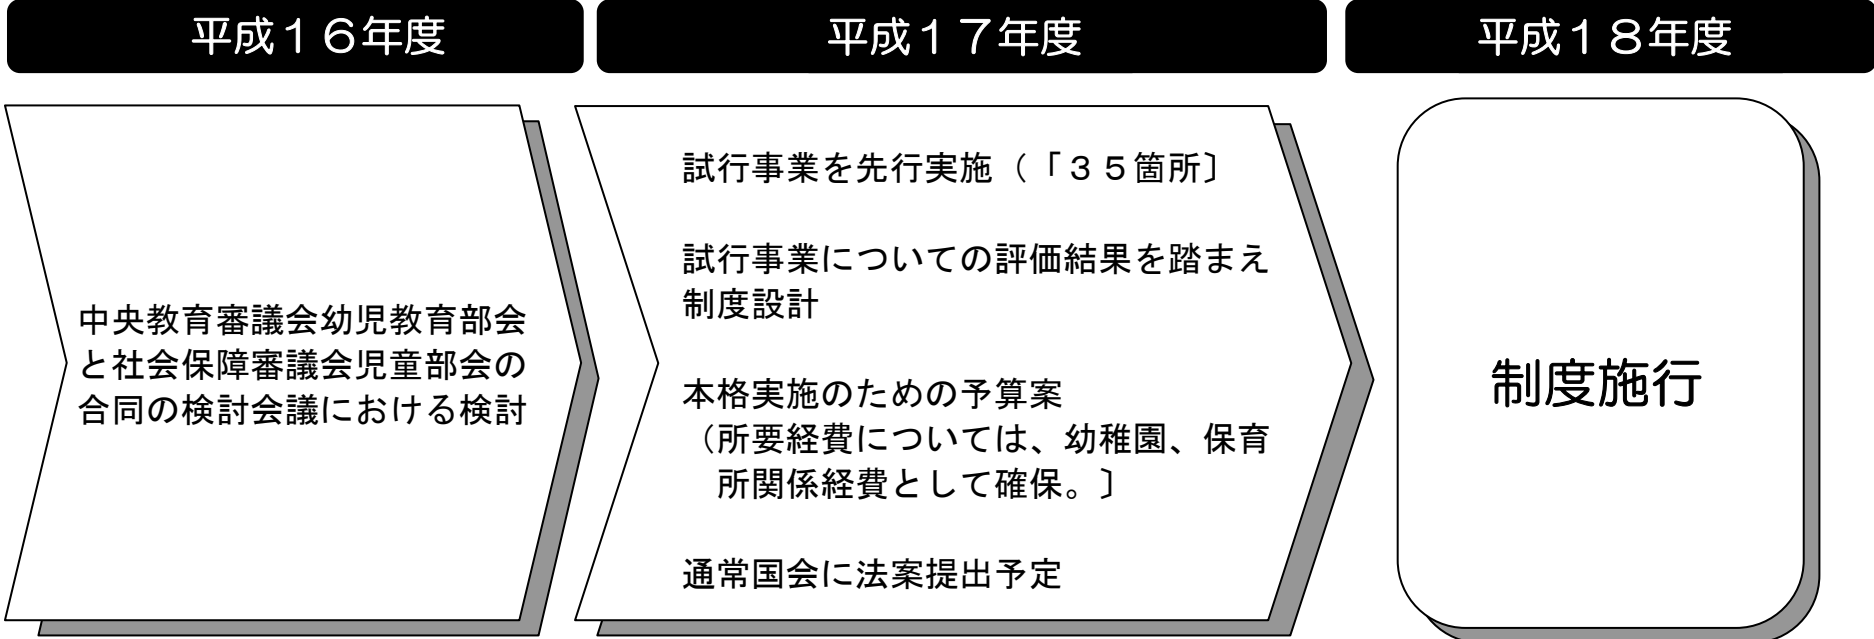 平成１６年度
平成１７年度
平成１８年度
中央教育審議会幼児教育部会
と社会保障審議会児童部会の
合同の検討会議における検討
試行事業を先行実施（「３５箇所〕
試行事業についての評価結果を踏まえ
制度設計
本格実施のための予算案
（所要経費については、幼稚園、保育
所関係経費として確保。〕
通常国会に法案提出予定
制度施行